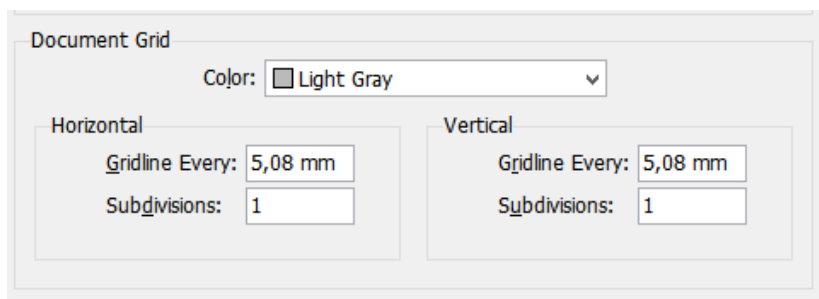 Document Grid
Color: Light Gray
Horizontal
Gridline Every: 5,08 mm
Subdivisions: 1
Vertical
Gridline Every: 5,08 mm
Subdivisions: 1